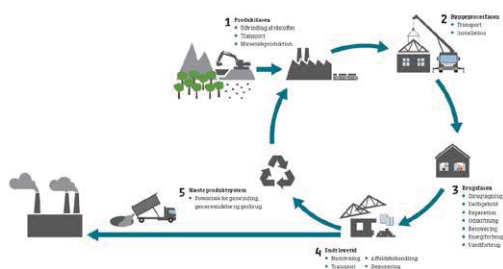 1 Produktfasen
• Udvinding af råstoffer
• Transport
• Materialeproduktion
2 Byggeprocesfasen
• Transport
• Installation
3 Brugsfasen
• Ibrugtagning
• Vedligehold
• Reparation
• Udskiftning
• Renovering
• Energiforbrug
• Vandforbrug
4 Endt levetid
• Nedrivning • Affaldsbehandling
• Transport • Deponering
5 Næste produktsystem
• Potentiale for genvinding,
genanvendelse og genbrug